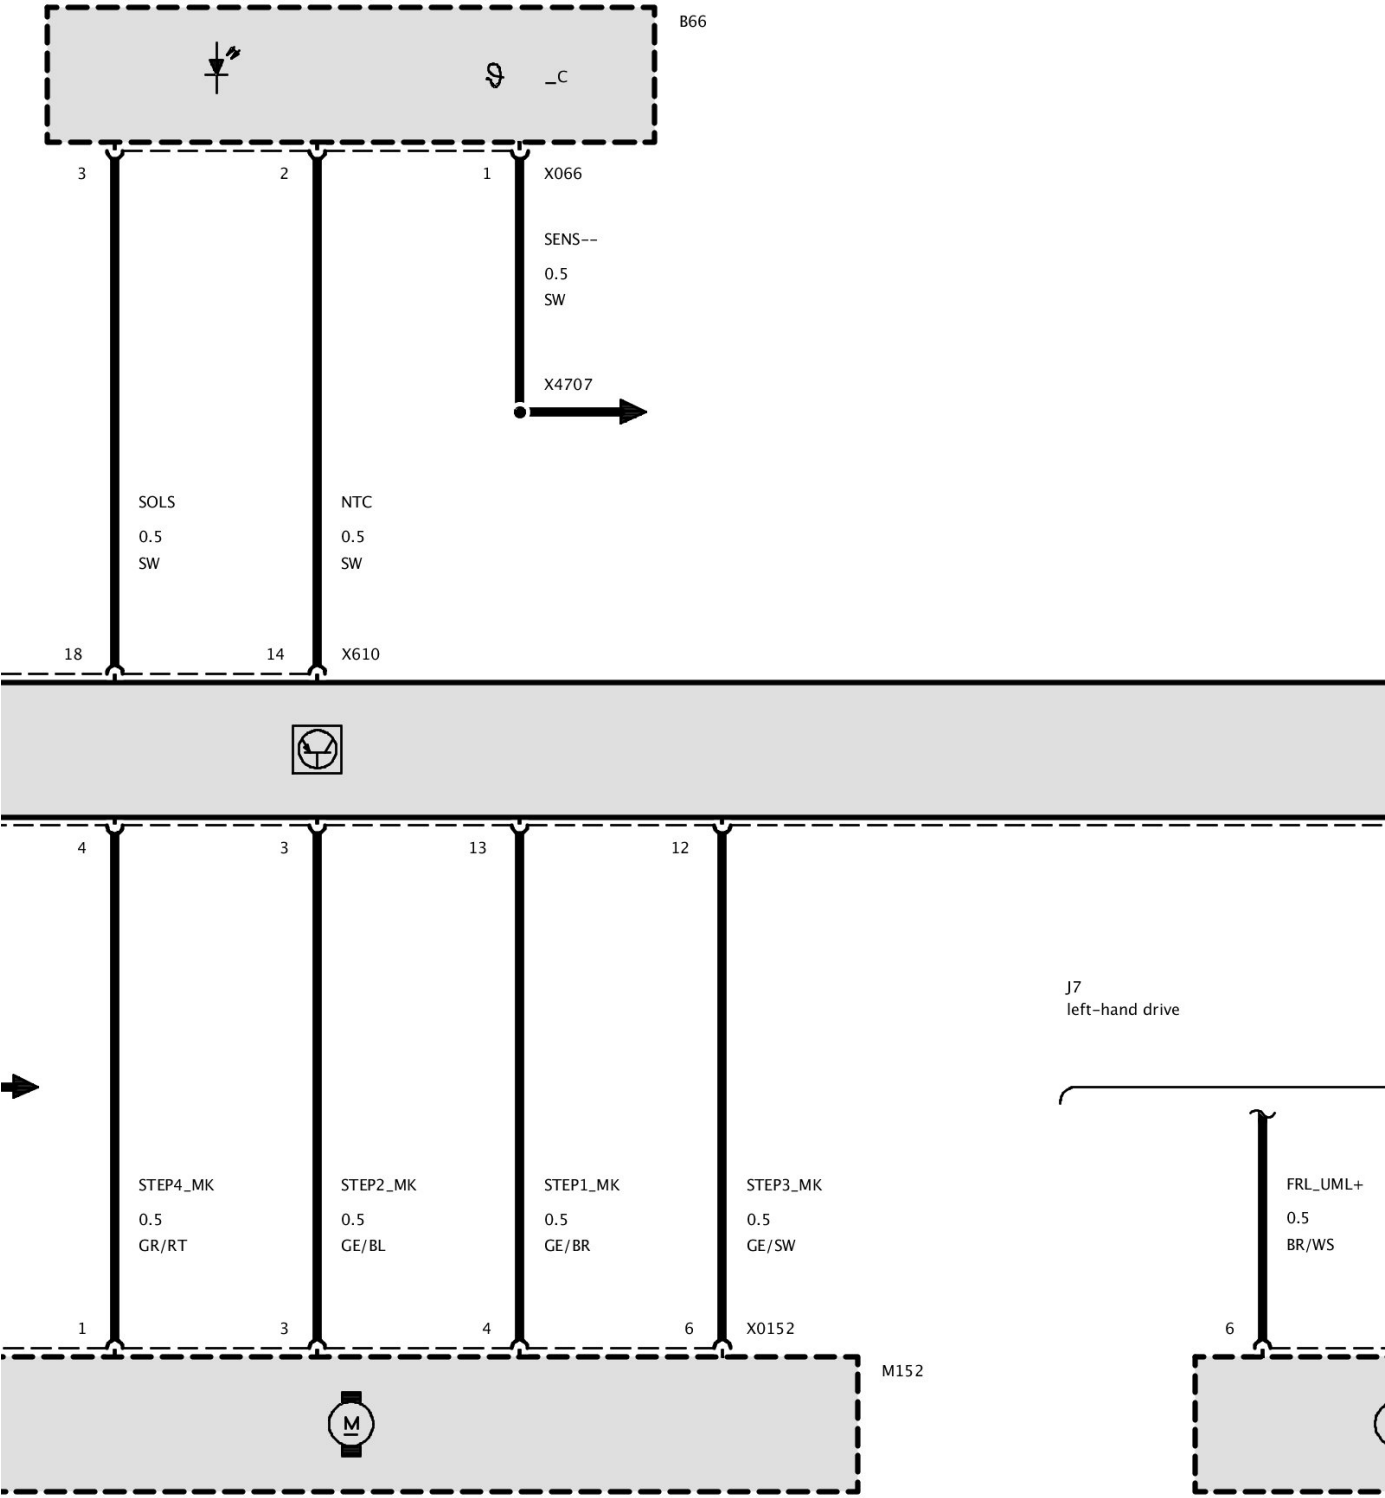 B66
ϑ _C
3 2 1 X066
SENS--
0.5
SW
X4707
SOLS NTC
0.5 0.5
SW SW
18 14 X610
4 3 13 12
J7
left-hand drive
STEP4_MK STEP2_MK STEP1_MK STEP3_MK FRL_UML+
0.5 0.5 0.5 0.5 0.5
GR/RT GE/BL GE/BR GE/SW BR/WS
1 3 4 6 X0152 6
M152
M